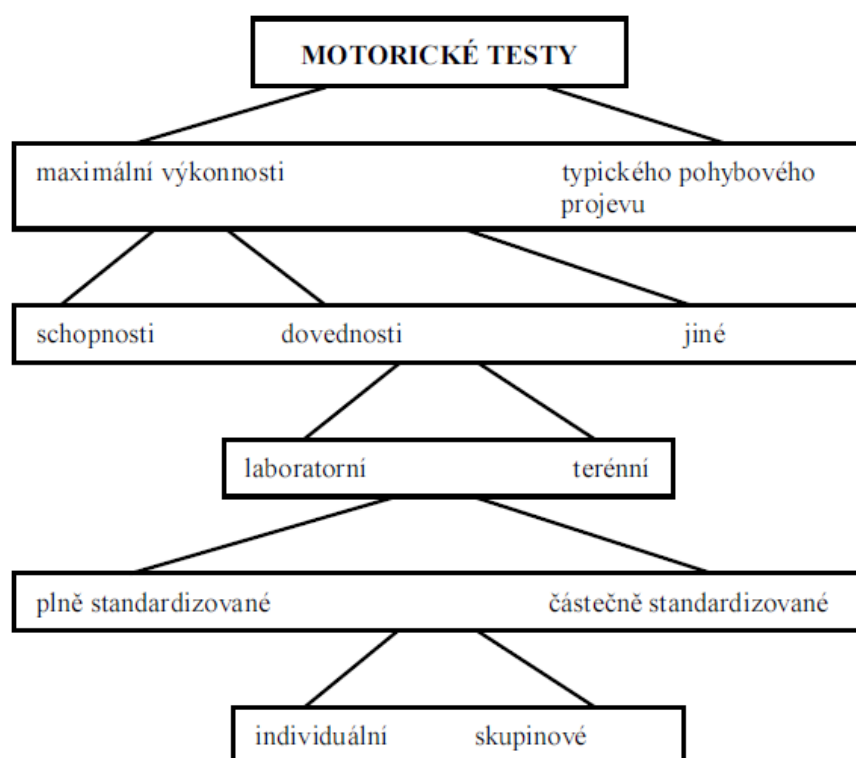 MOTORICKÉ TESTY
maximální výkonnosti typického pohybového
projevu
schopnosti dovednosti jiné
laboratorní terénní
plně standardizované částečně standardizované
individuální skupinové